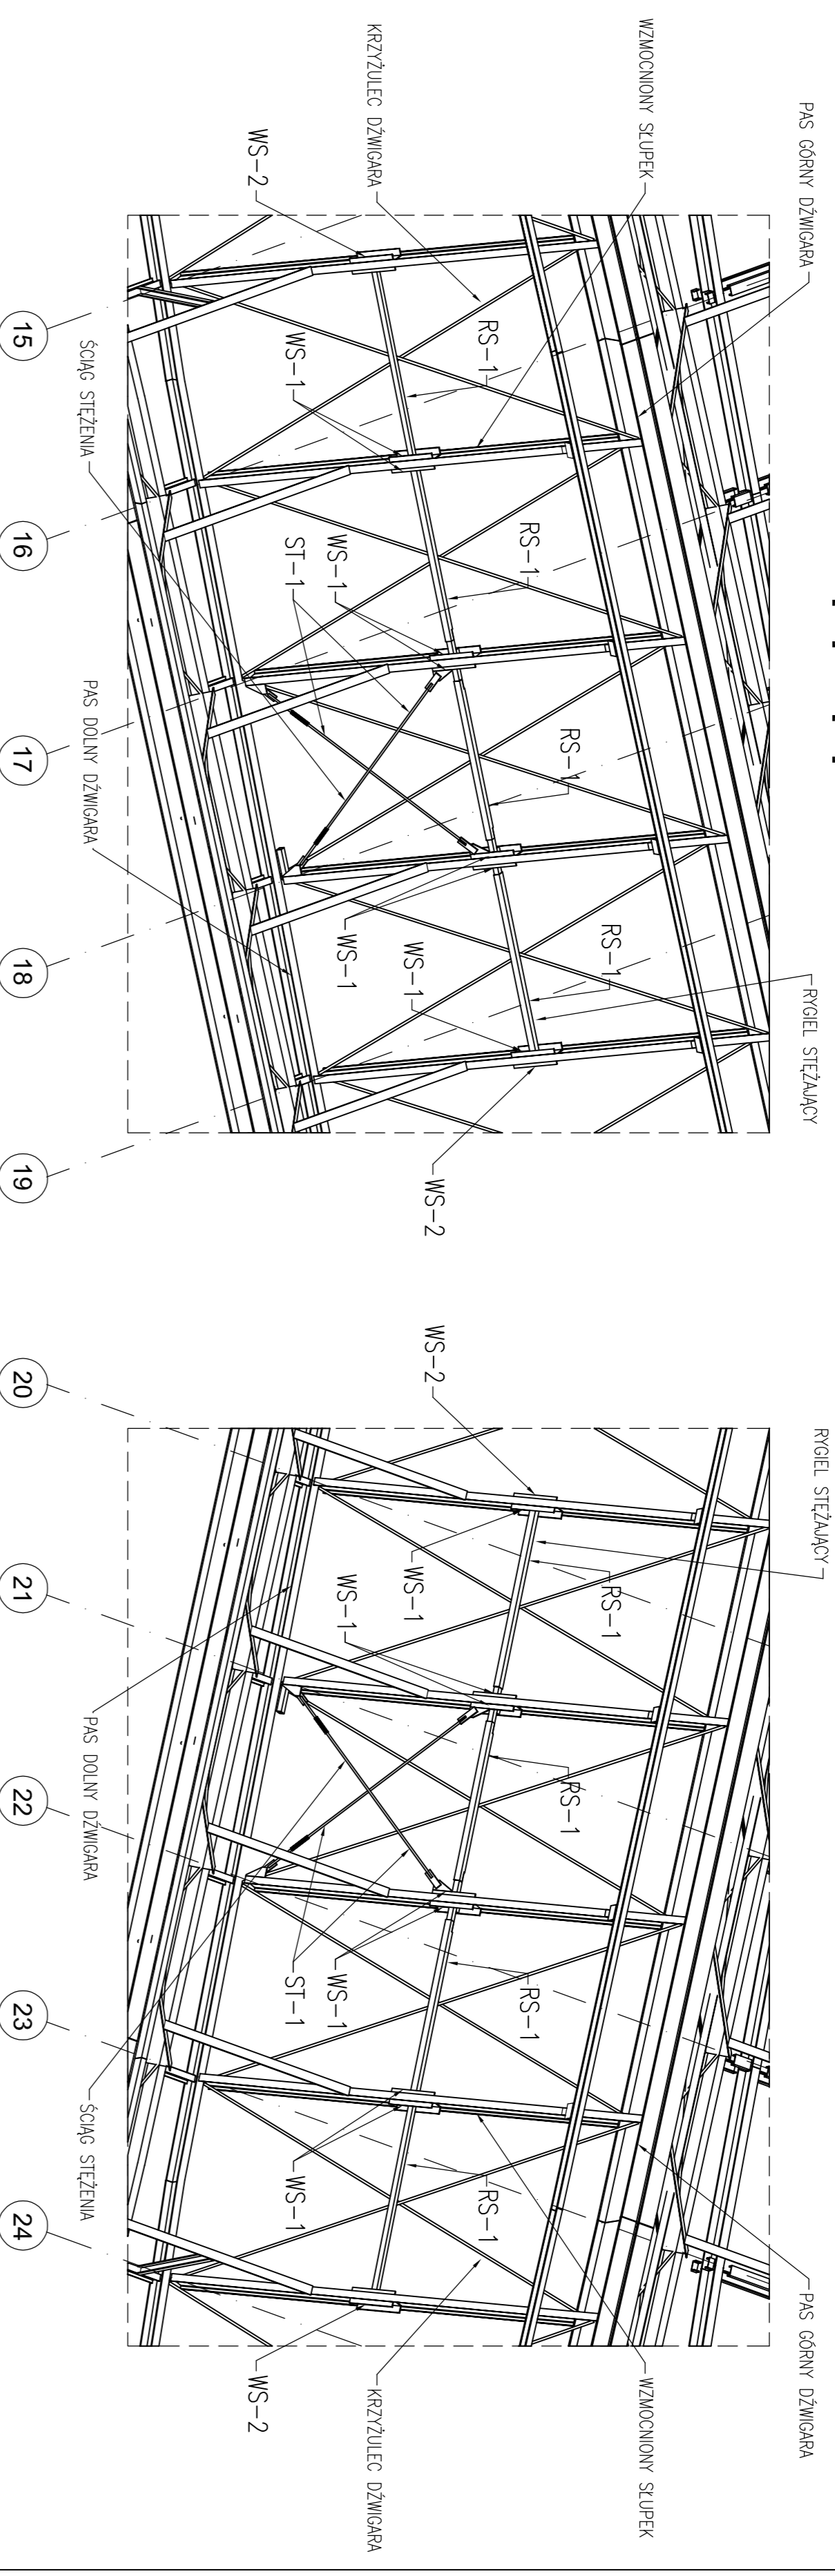 PAS GÓRNY DŹWIGARA
WZMOCNIONY SŁUPEK
KRZYŻULEC DŹWIGARA
WS-2
RS-1
WS-1
RS-1
WS-1
ST-1
RS-1
WS-1
RS-1
WS-1
RYGIEL STĘŻAJĄCY
WS-2
ŚCIĄG STĘŻENIA
PAS DOLNY DŹWIGARA
15
16
17
18
19
RYGIEL STĘŻAJĄCY
WS-2
RS-1
WS-1
WS-1
RS-1
RS-1
WS-1
ST-1
RS-1
WS-1
PAS GÓRNY DŹWIGARA
WZMOCNIONY SŁUPEK
KRZYŻULEC DŹWIGARA
WS-2
PAS DOLNY DŹWIGARA
ŚCIĄG STĘŻENIA
20
21
22
23
24